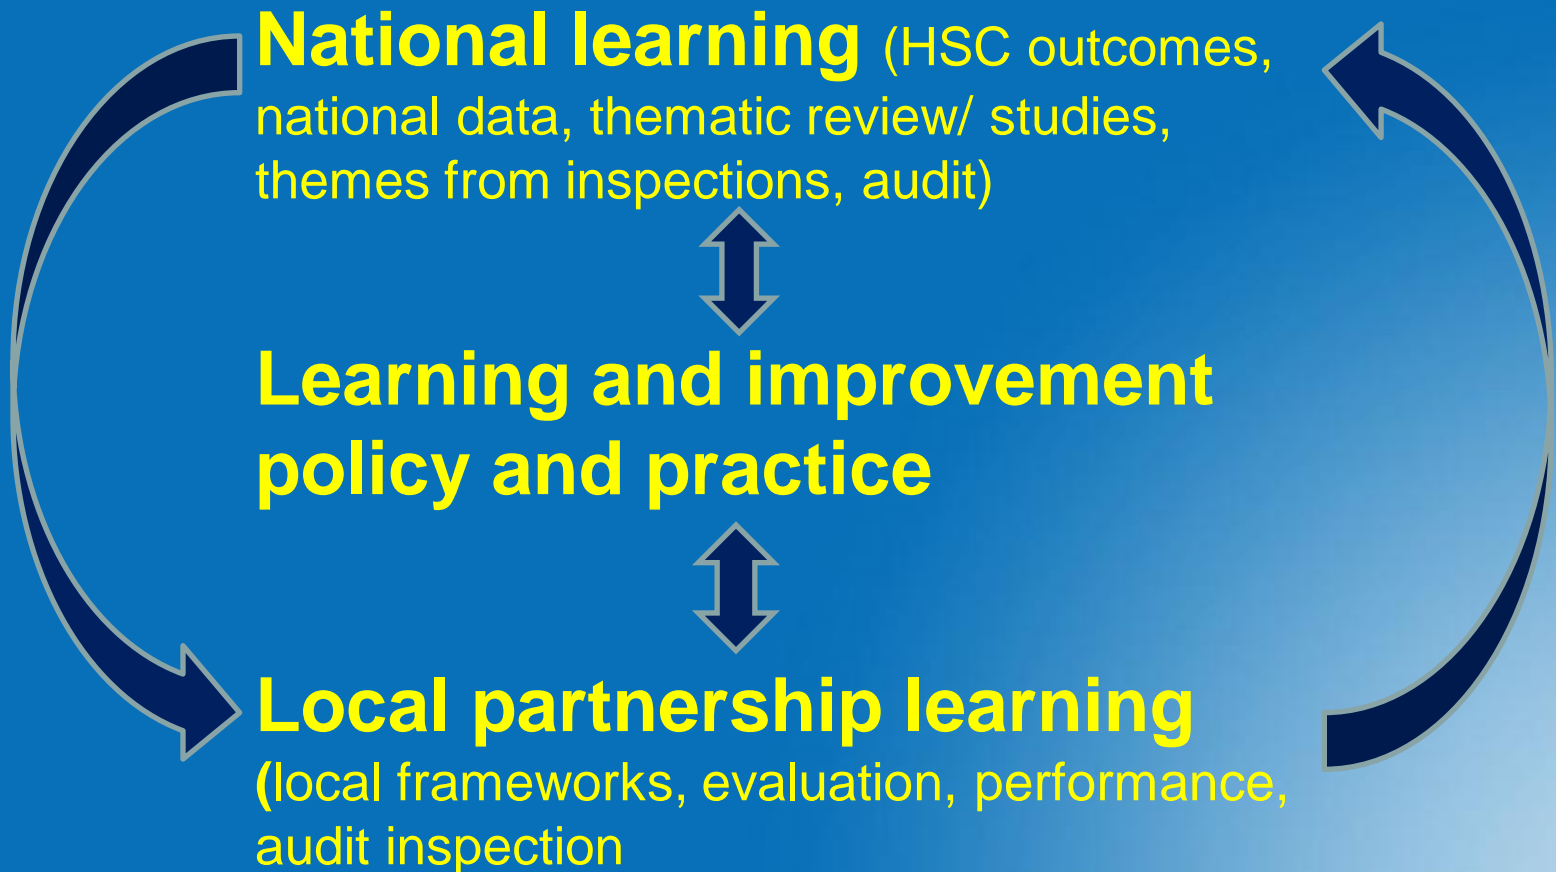 National learning (HSC outcomes,
national data, thematic review/ studies,
themes from inspections, audit)
Learning and improvement
policy and practice
Local partnership learning
(local frameworks, evaluation, performance,
audit inspection